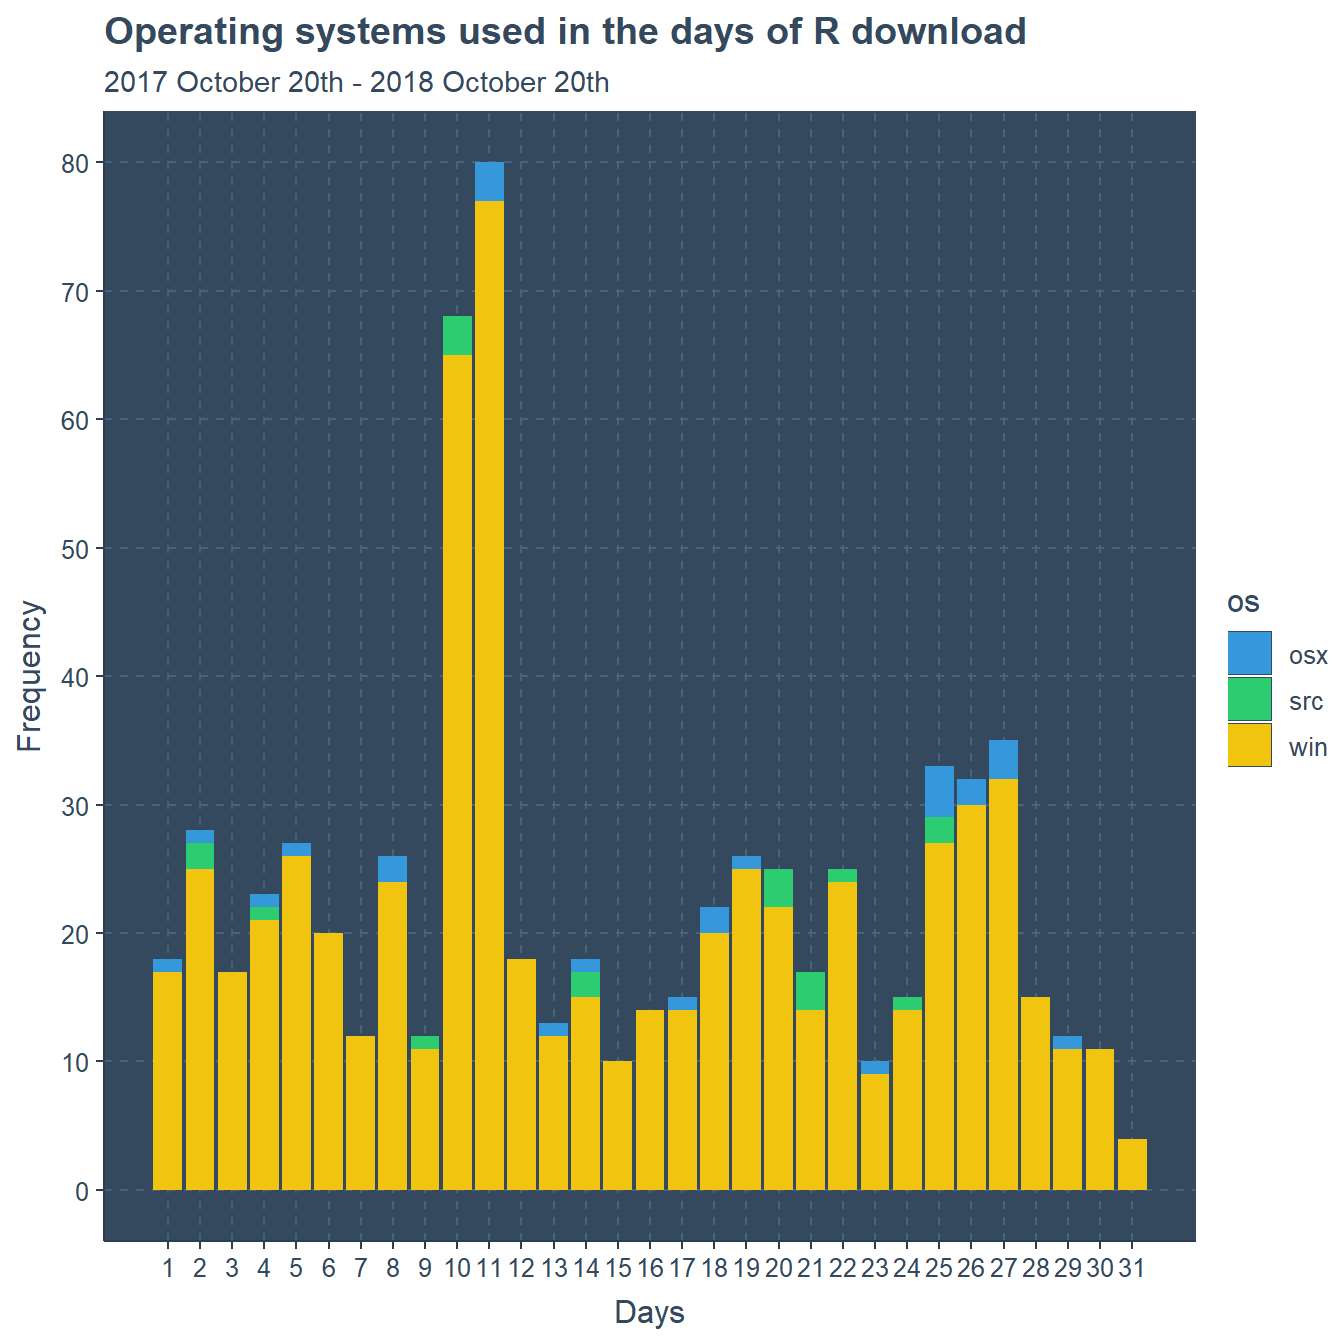 Operating systems used in the days of R download
2017 October 20th - 2018 October 20th
80
70
60
50
40
30
20
10
0
Frequency
1 2 3 4 5 6 7 8 9 10 11 12 13 14 15 16 17 18 19 20 21 22 23 24 25 26 27 28 29 30 31
Days
os
osx
src
win